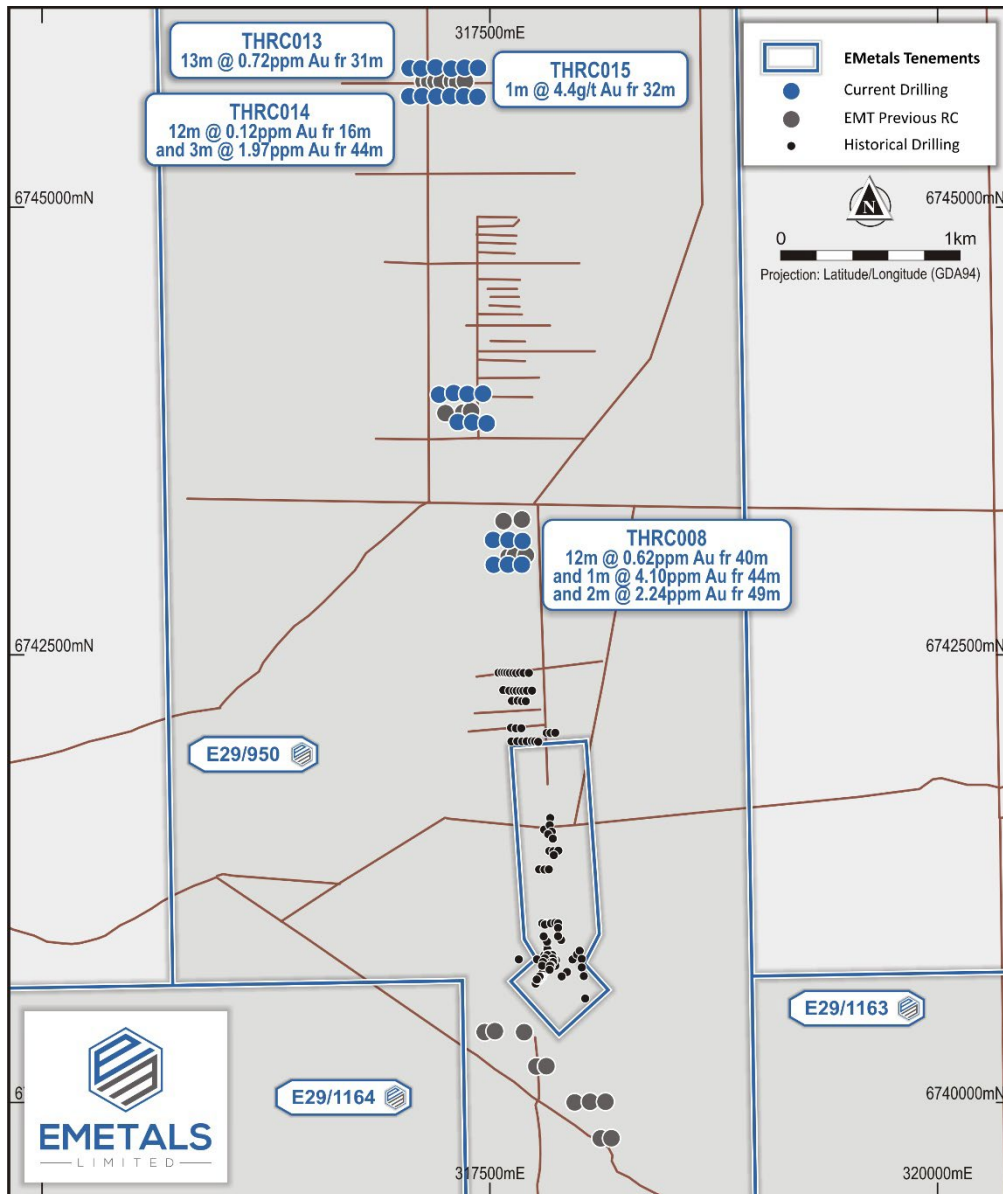 317500mE
THRC013
13m @ 0.72ppm Au fr 31m
THRC015
1m @ 4.4g/t Au fr 32m
THRC014
12m @ 0.12ppm Au fr 16m
and 3m @ 1.97ppm Au fr 44m
EMetals Tenements
Current Drilling
EMT Previous RC
Historical Drilling
6745000mN
6745000mN
N
0
1km
Projection: Latitude/Longitude (GDA94)
THRC008
12m @ 0.62ppm Au fr 40m
and 1m @ 4.10ppm Au fr 44m
and 2m @ 2.24ppm Au fr 49m
6742500mN
6742500mN
E29/950
E29/1163
E29/1164
6740000mN
EMETALS
LIMITED
317500mE
320000mE